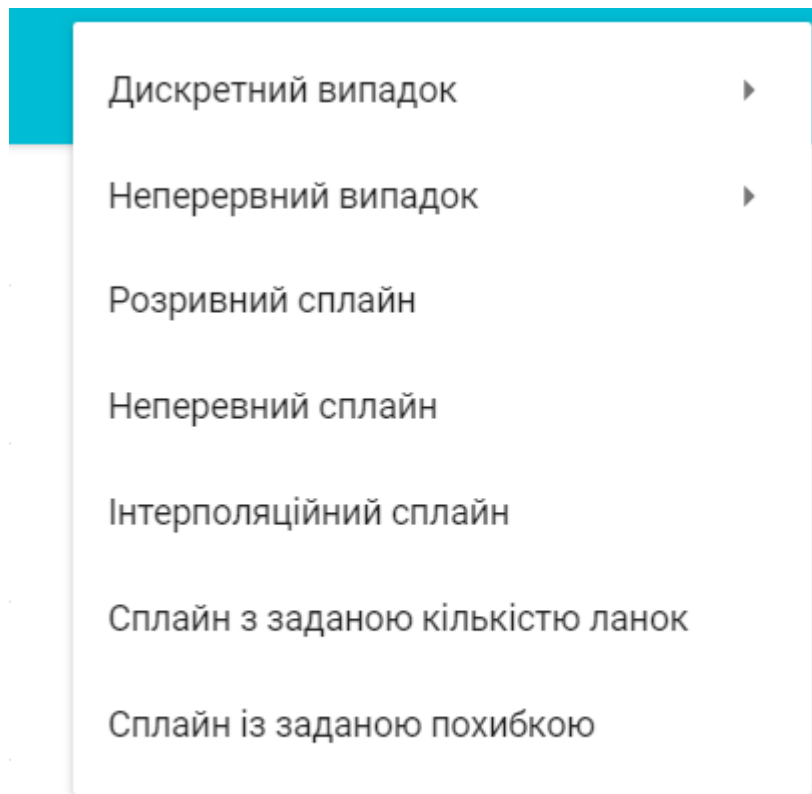 Дискретний випадок
Неперервний випадок
Розривний сплайн
Неперевний сплайн
Інтерполяційний сплайн
Сплайн з заданою кількістю ланок
Сплайн із заданою похибкою